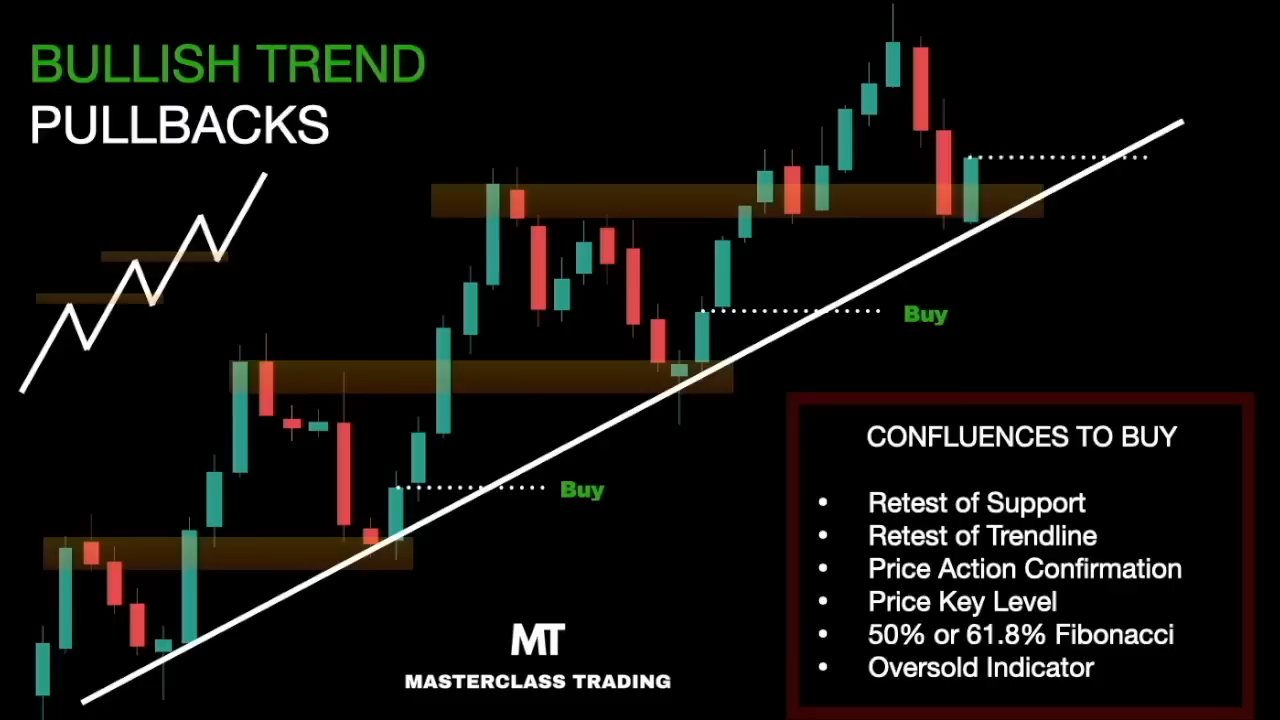 BULLISH TREND
PULLBACKS
Buy
Buy
CONFLUENCES TO BUY
• Retest of Support
• Retest of Trendline
• Price Action Confirmation
• Price Key Level
• 50% or 61.8% Fibonacci
• Oversold Indicator
MT
MASTERCLASS TRADING